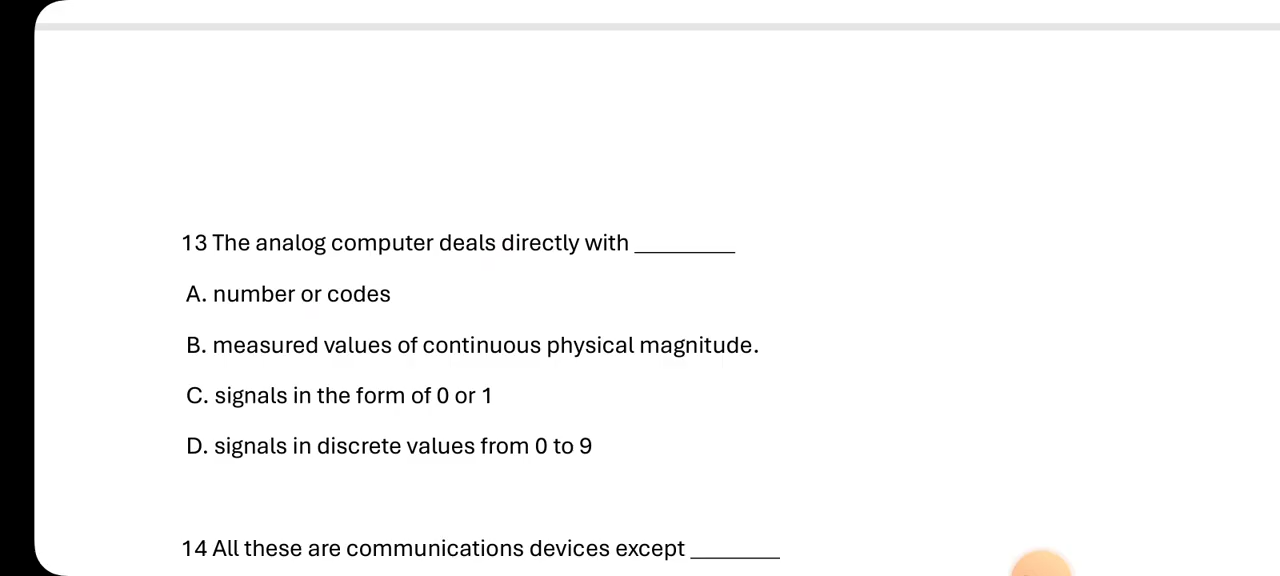 13 The analog computer deals directly with _________
A. number or codes
B. measured values of continuous physical magnitude.
C. signals in the form of 0 or 1
D. signals in discrete values from 0 to 9
14 All these are communications devices except ________